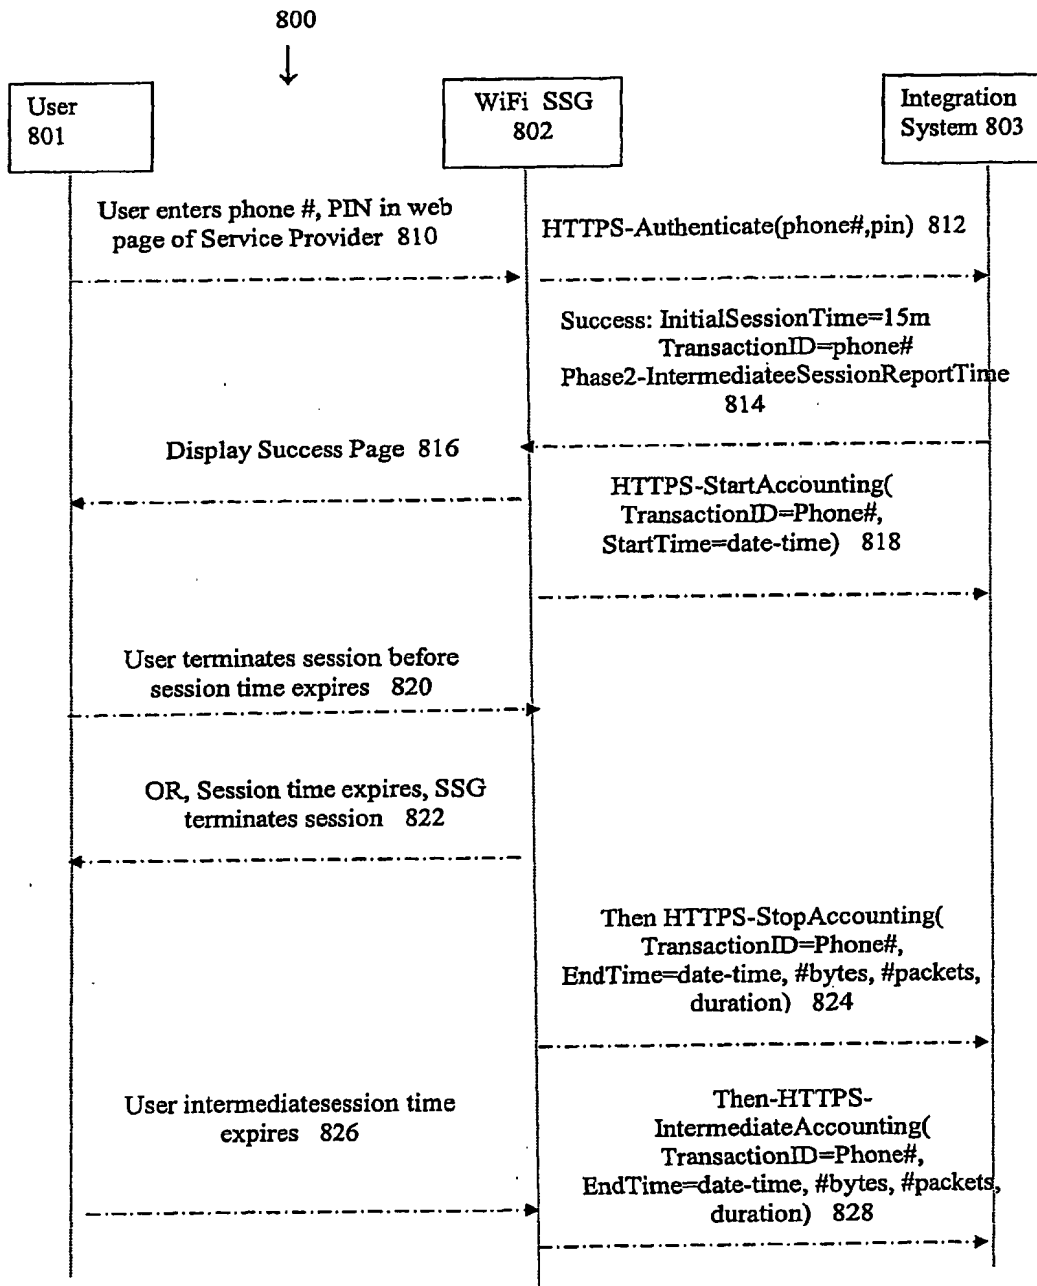 800
User
801
WiFi SSG
802
Integration
System 803
User enters phone #, PIN in web
page of Service Provider 810
HTTPS-Authenticate(phone#,pin) 812
Success: InitialSessionTime=15m
TransactionID=phone#
Phase2-IntermediateeSessionReportTime
814
Display Success Page 816
HTTPS-StartAccounting(
TransactionID=Phone#,
StartTime=date-time) 818
User terminates session before
session time expires 820
OR, Session time expires, SSG
terminates session 822
Then HTTPS-StopAccounting(
TransactionID=Phone#,
EndTime=date-time, #bytes, #packets,
duration) 824
User intermediatesession time
expires 826
Then-HTTPS-
IntermediateAccounting(
TransactionID=Phone#,
EndTime=date-time, #bytes, #packets,
duration) 828